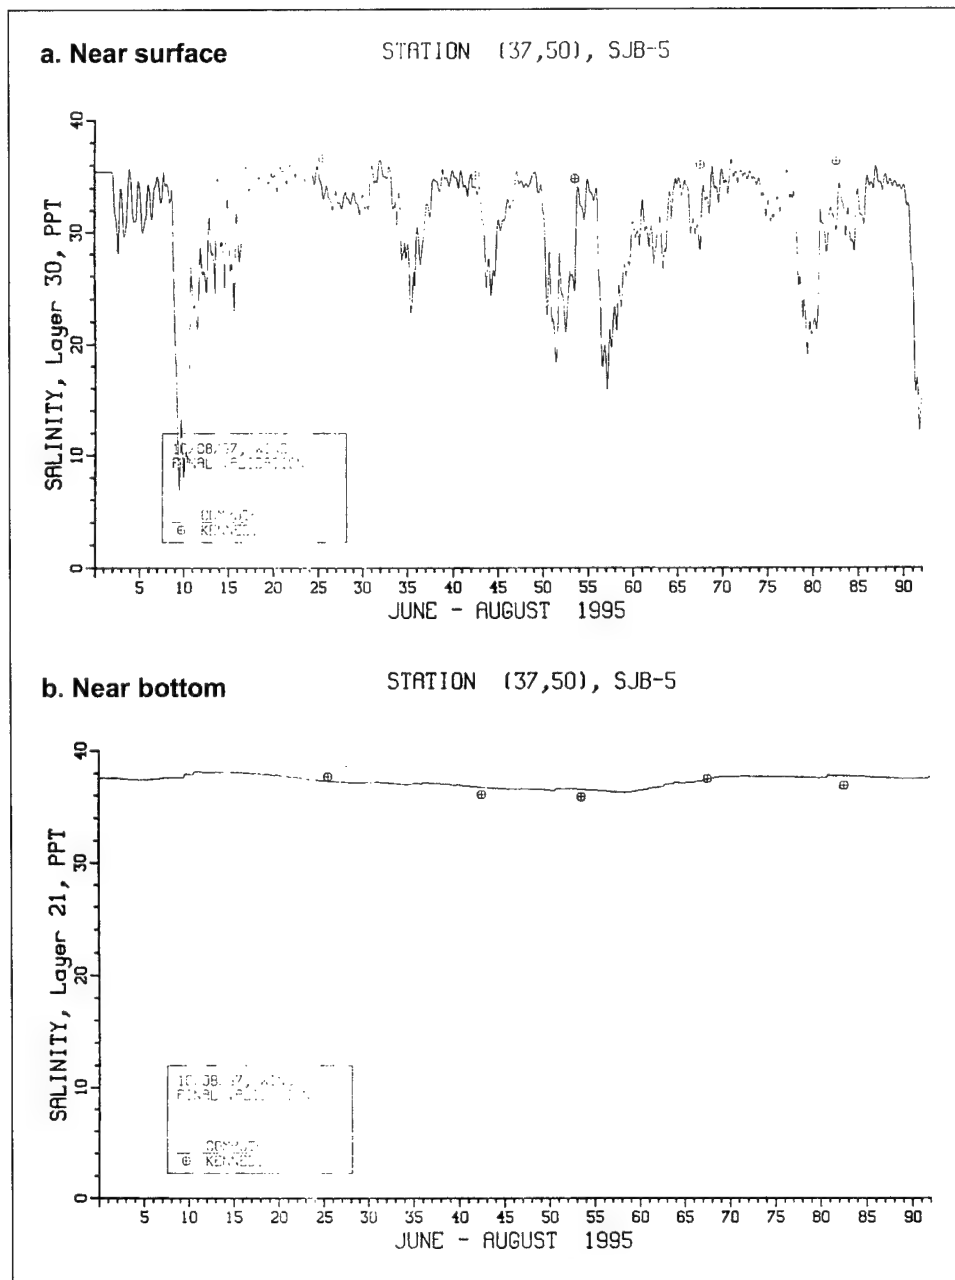 a. Near surface
STATION (37,50), SJB-5
SALINITY, Layer 30, PPT
40
30
20
10
0
FINAL
5 10 15 20 25 30 35 40 45 50 55 60 65 70 75 80 85 90
JUNE - AUGUST 1995
b. Near bottom
STATION (37,50), SJB-5
SALINITY, Layer 21, PPT
40
30
20
10
0
FINAL
5 10 15 20 25 30 35 40 45 50 55 60 65 70 75 80 85 90
JUNE - AUGUST 1995